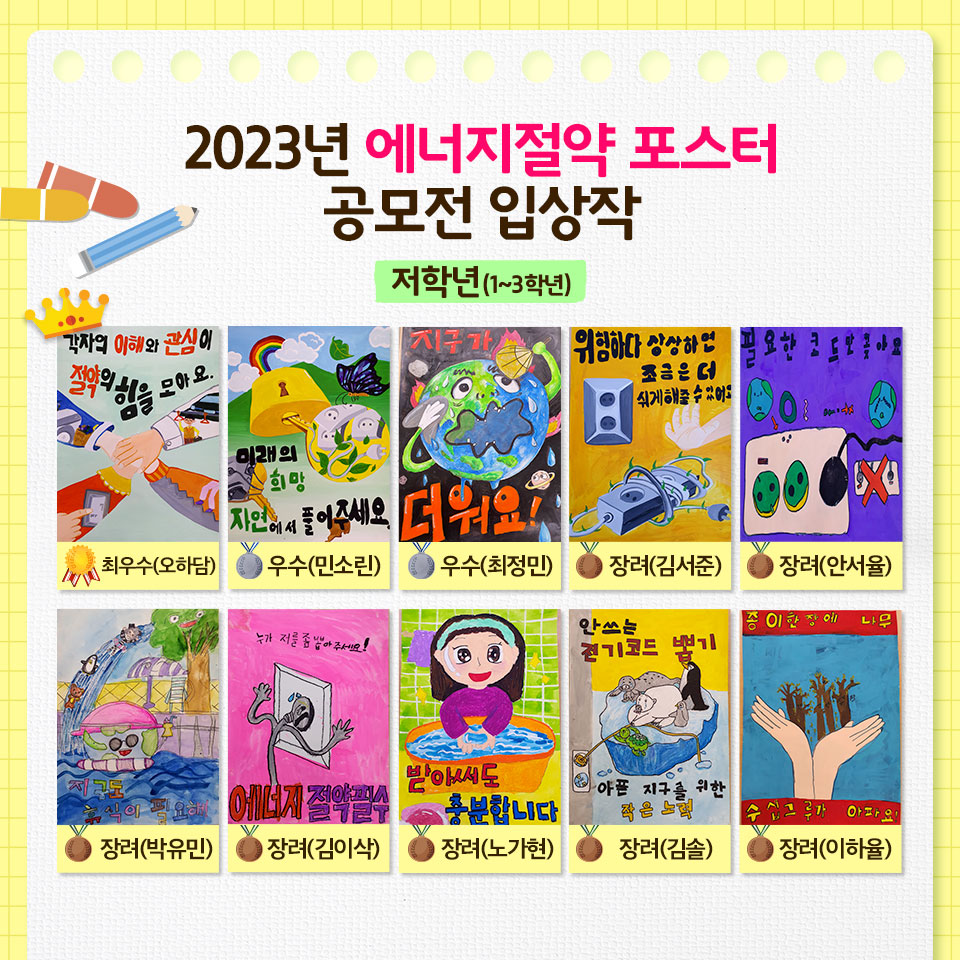 2023년 에너지절약 포스터
공모전 입상작
저학년(1~3학년)
각자의 이해와 관심이
절약의 힘을 모아요.
최우수(오하담)
미래의
희망
자연에서 풀어주세요
우수(민소린)
지구가
더워요!
우수(최정민)
위험하다 상상하면
조금은 더
쉽게해줄수있어요
장려(김서준)
필요한 코드만 좋아요
장려(안서율)
지구도
휴식이 필요해!
장려(박유민)
누가 저를좀 뽑아주세요!
에너지 절약필수
장려(김이삭)
받아써도
충분합니다
장려(노가현)
안쓰는
전기코드 뽑기
아픈 지구를 위한
작은 노력
장려(김솔)
종이한장에 나무
수십그루가 아파요!
장려(이하율)